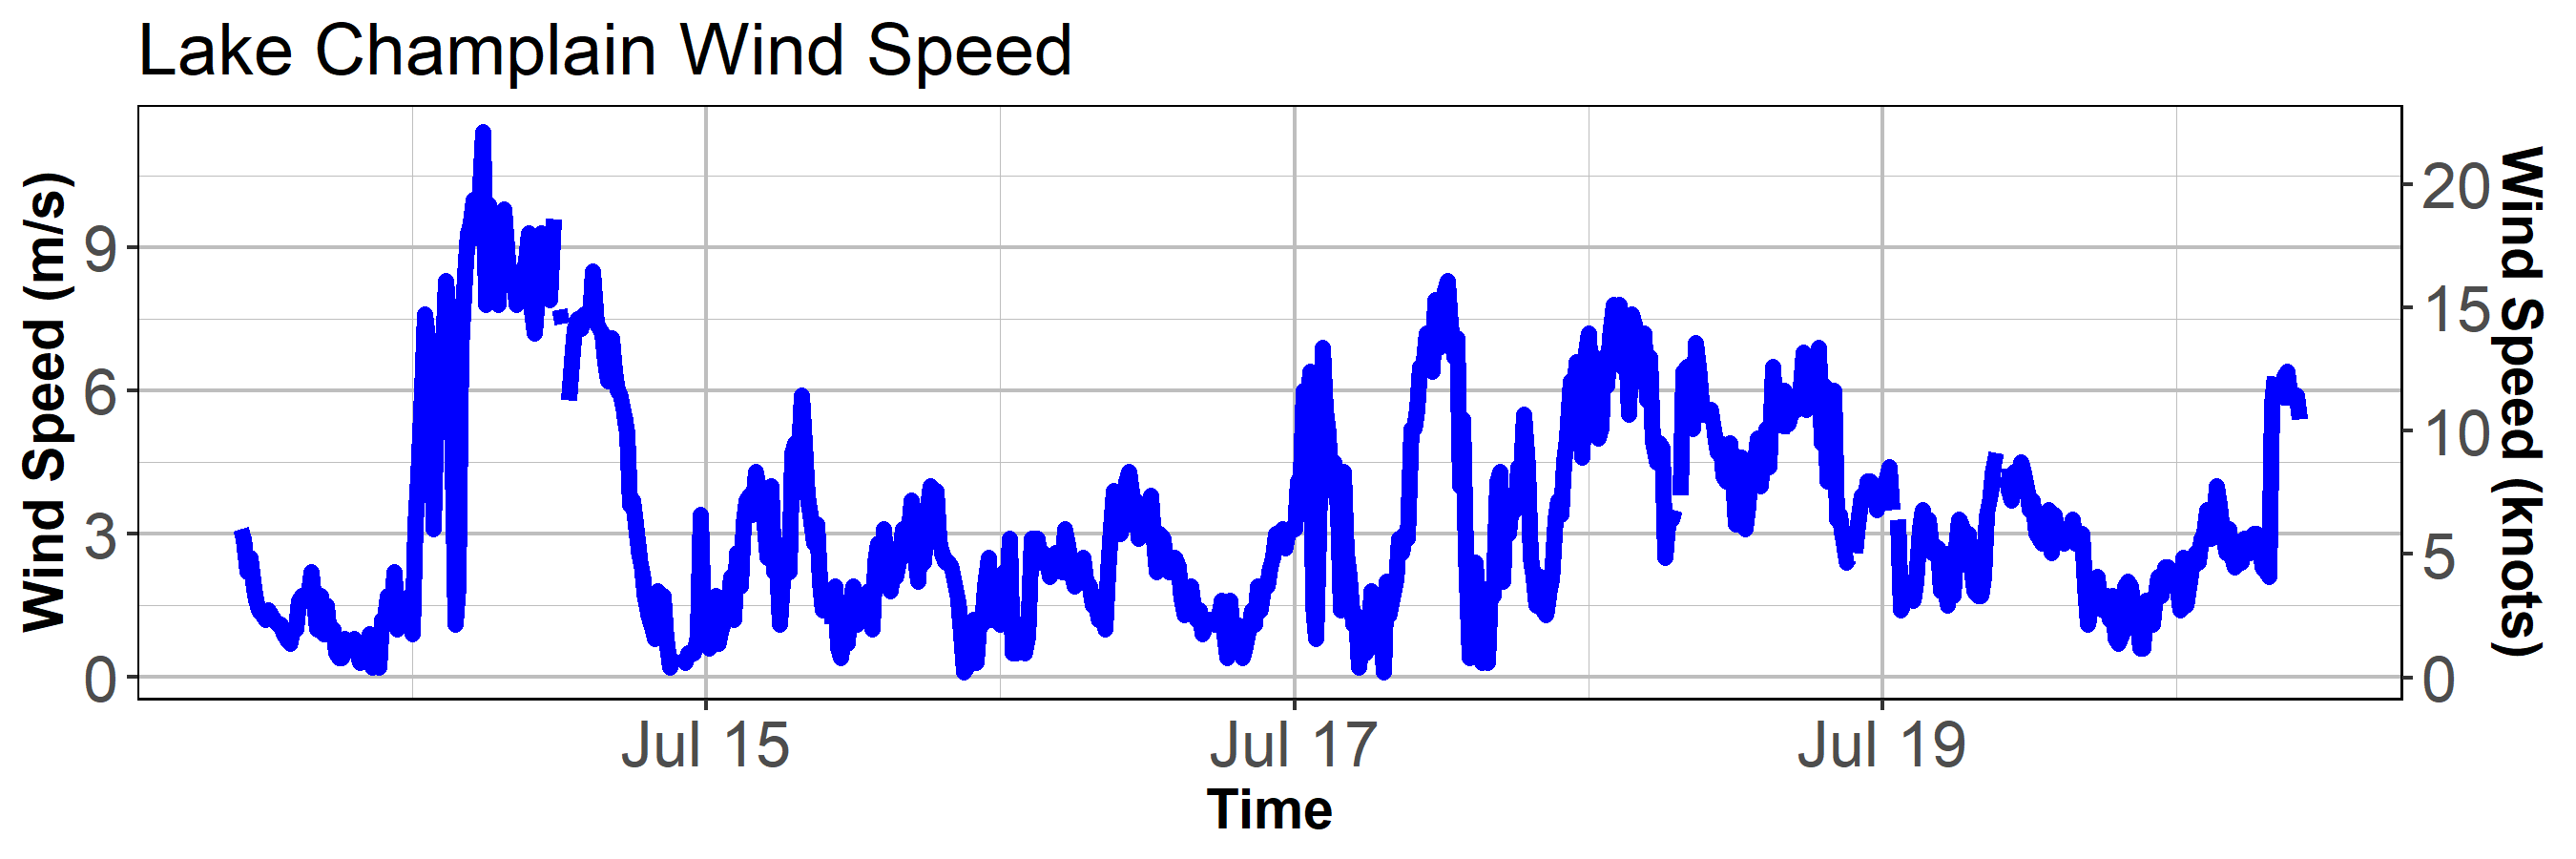 Lake Champlain Wind Speed
Wind Speed (m/s)
9
6
3
0
20
15
10
5
0
Wind Speed (knots)
Jul 15
Jul 17
Jul 19
Time